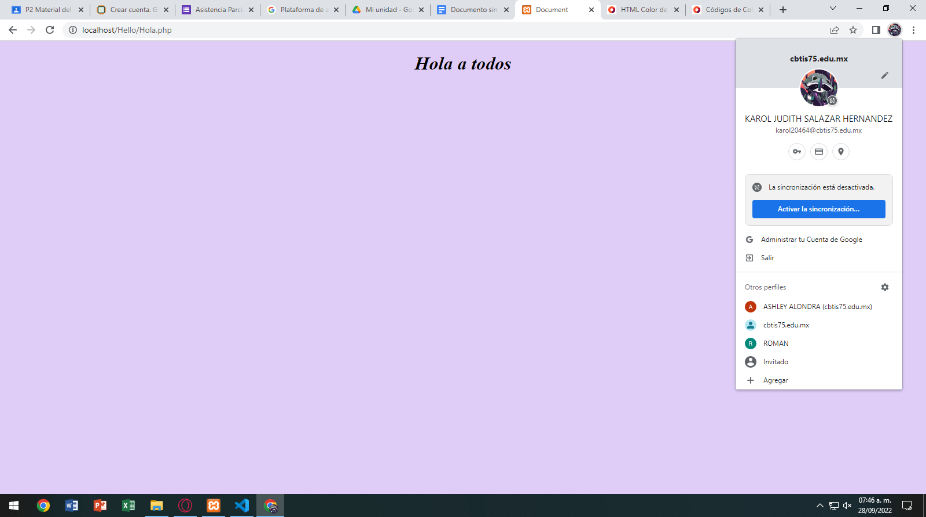 P2 Material del
Crear cuenta, E
Asistencia Parci
Plataforma de a
Mi unidad - Goo
Documento sin
Document
HTML Color de
Códigos de Col
localhost/Hello/Hola.php
Hola a todos
cbtis75.edu.mx
KAROL JUDITH SALAZAR HERNANDEZ
karol20464@cbtis75.edu.mx
La sincronización está desactivada.
Activar la sincronización...
Administrar tu Cuenta de Google
Salir
Otros perfiles
A ASHLEY ALONDRA (cbtis75.edu.mx)
cbtis75.edu.mx
R ROMAN
Invitado
Agregar
07:46 a. m.
28/09/2022